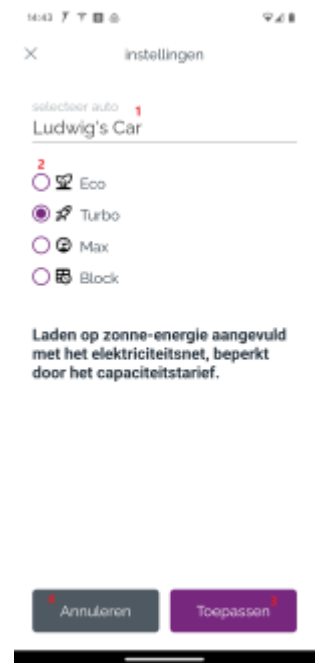 14:43
instellingen
selecteer auto 1
Ludwig's Car
2
Eco
Turbo
Max
Block
Laden op zonne-energie aangevuld
met het elektriciteitsnet, beperkt
door het capaciteitstarief.
Annuleren
Toepassen 3